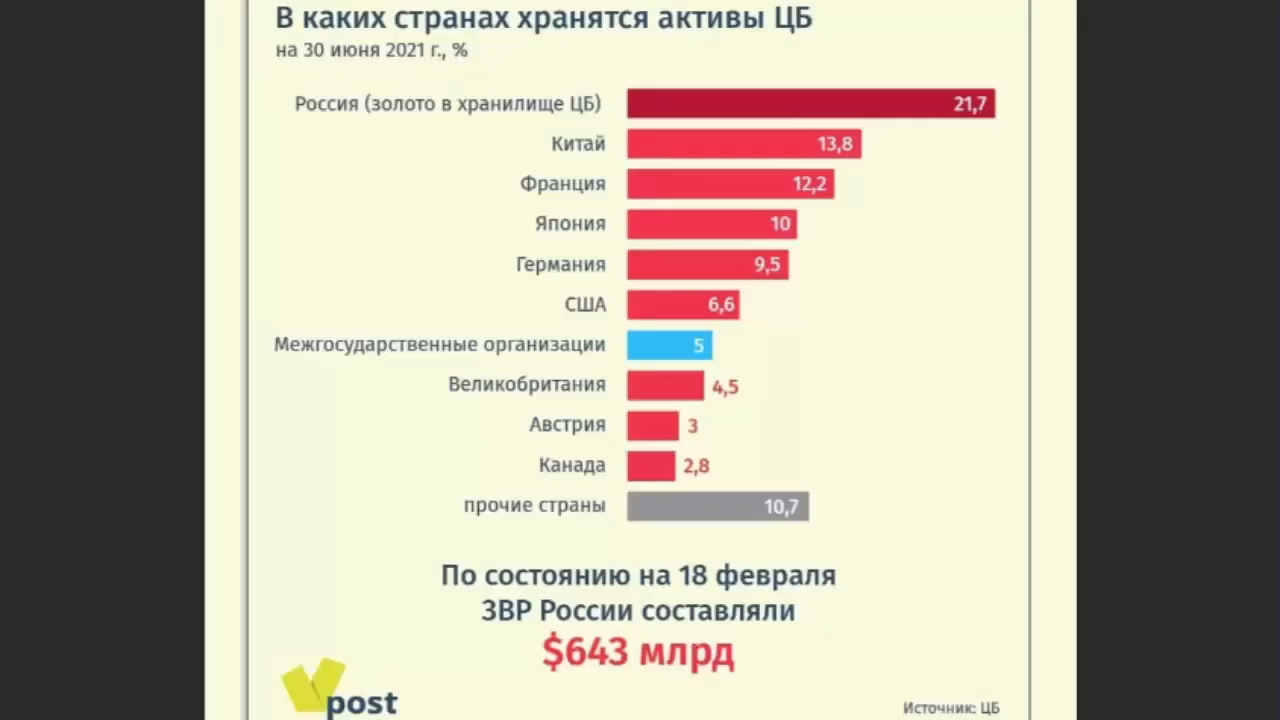 В каких странах хранятся активы ЦБ
на 30 июня 2021 г., %
Россия (золото в хранилище ЦБ) 21,7
Китай 13,8
Франция 12,2
Япония 10
Германия 9,5
США 6,6
Межгосударственные организации 5
Великобритания 4,5
Австрия 3
Канада 2,8
прочие страны 10,7
По состоянию на 18 февраля
ЗВР России составляли
$643 млрд
Vpost
Источник: ЦБ